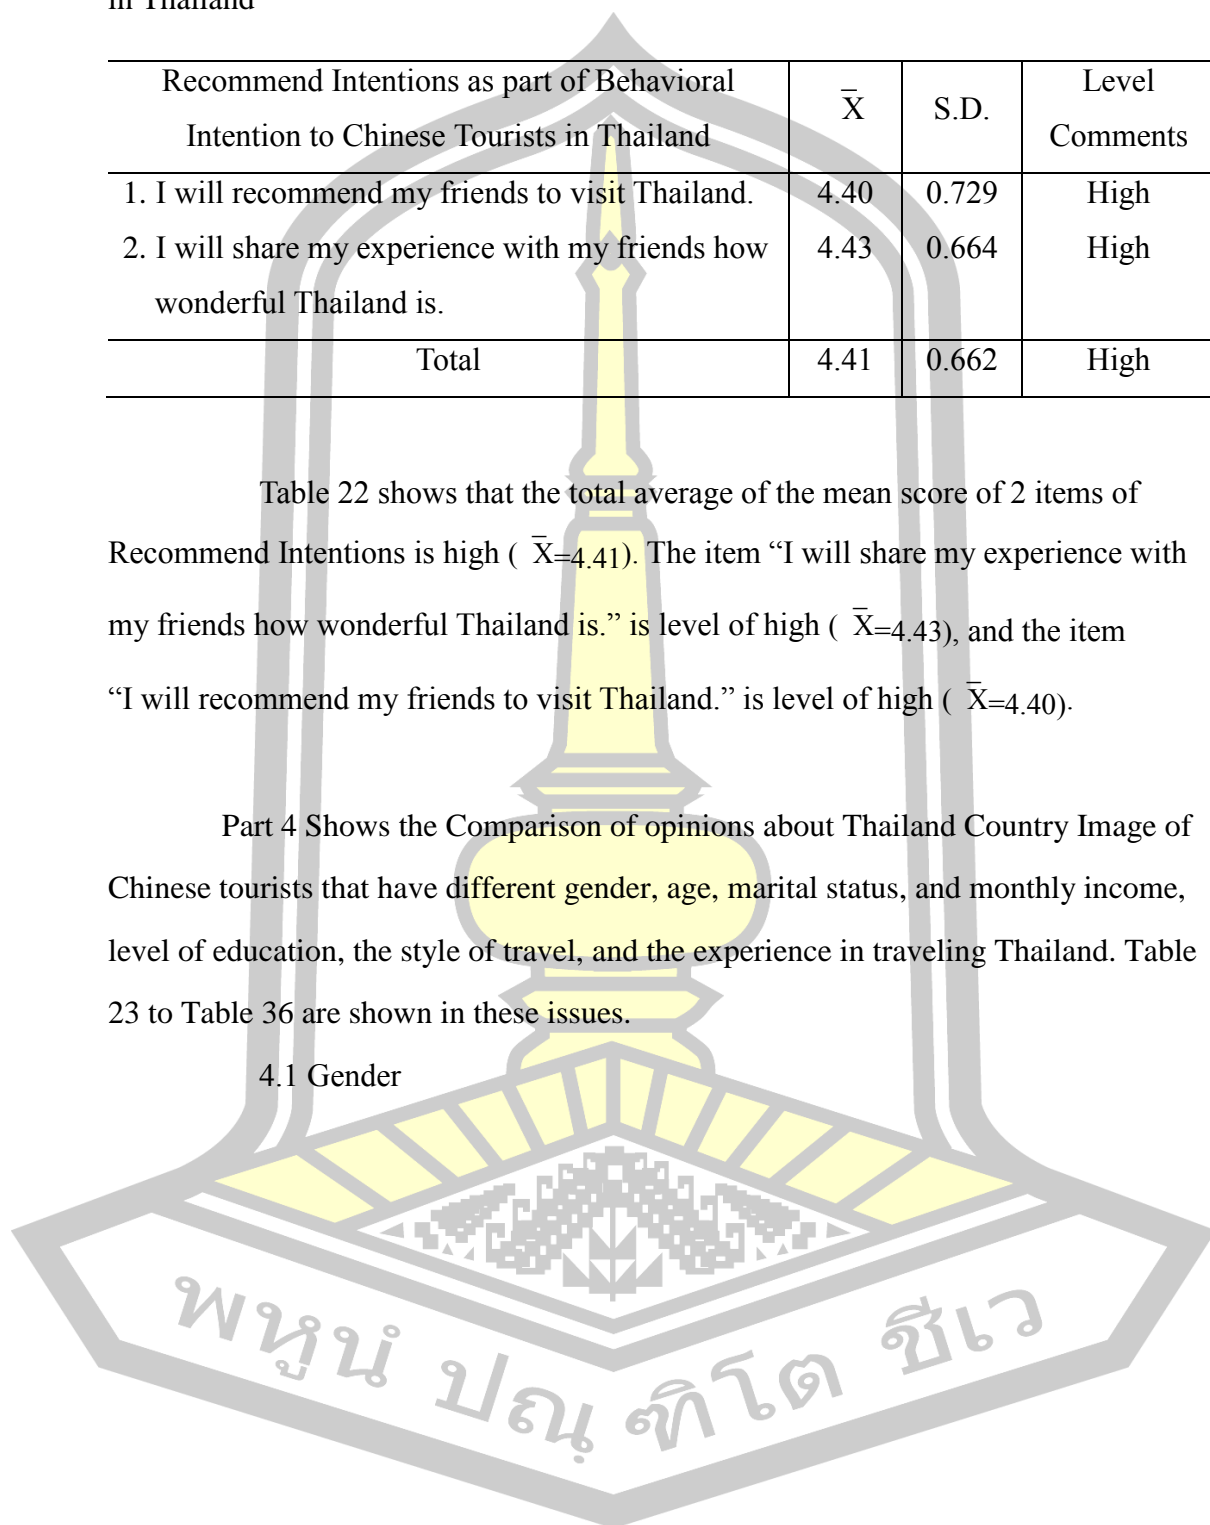 in Thailand
Recommend Intentions as part of Behavioral
Intention to Chinese Tourists in Thailand
X̅
S.D.
Level
Comments
1. I will recommend my friends to visit Thailand. 4.40 0.729 High
2. I will share my experience with my friends how 4.43 0.664 High
wonderful Thailand is.
Total 4.41 0.662 High
Table 22 shows that the total average of the mean score of 2 items of
Recommend Intentions is high ( X̅=4.41). The item “I will share my experience with
my friends how wonderful Thailand is.” is level of high ( X̅=4.43), and the item
“I will recommend my friends to visit Thailand.” is level of high ( X̅=4.40).
Part 4 Shows the Comparison of opinions about Thailand Country Image of
Chinese tourists that have different gender, age, marital status, and monthly income,
level of education, the style of travel, and the experience in traveling Thailand. Table
23 to Table 36 are shown in these issues.
4.1 Gender
พหูนํ ปณฺฑิโต ชีเว